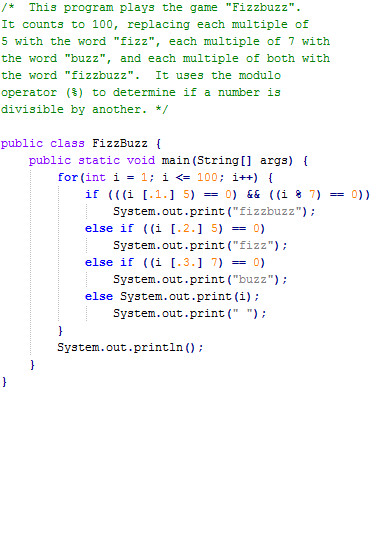 /*  This program plays the game "Fizzbuzz".
It counts to 100, replacing each multiple of
5 with the word "fizz", each multiple of 7 with
the word "buzz", and each multiple of both with
the word "fizzbuzz".  It uses the modulo
operator (%) to determine if a number is
divisible by another. */

public class FizzBuzz {
    public static void main(String[] args) {
        for(int i = 1; i <= 100; i++) {
            if (((i [.1.] 5) == 0) && ((i % 7) == 0))
                System.out.print("fizzbuzz");
            else if ((i [.2.] 5) == 0)
                System.out.print("fizz");
            else if ((i [.3.] 7) == 0)
                System.out.print("buzz");
            else System.out.print(i);
                System.out.print(" ");
        }
        System.out.println();
    }
}